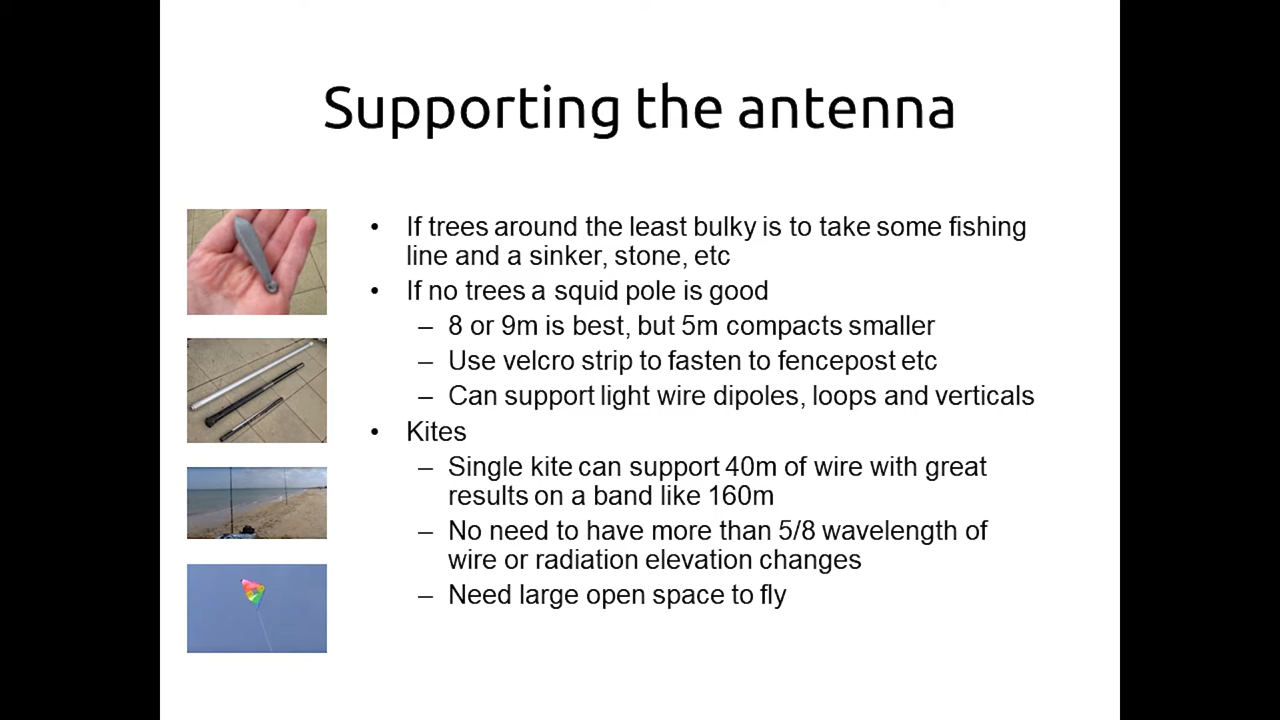 Supporting the antenna
• If trees around the least bulky is to take some fishing
line and a sinker, stone, etc
• If no trees a squid pole is good
– 8 or 9m is best, but 5m compacts smaller
– Use velcro strip to fasten to fencepost etc
– Can support light wire dipoles, loops and verticals
• Kites
– Single kite can support 40m of wire with great
results on a band like 160m
– No need to have more than 5/8 wavelength of
wire or radiation elevation changes
– Need large open space to fly